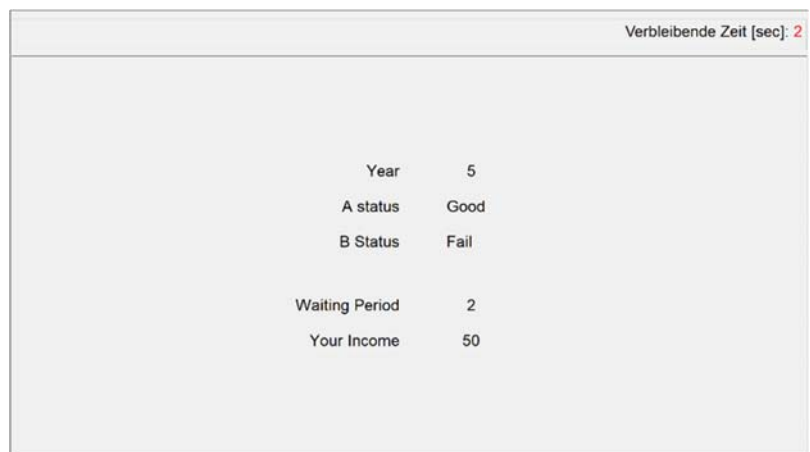 Verbleibende Zeit [sec]: 2
Year 5
A status Good
B Status Fail
Waiting Period 2
Your Income 50